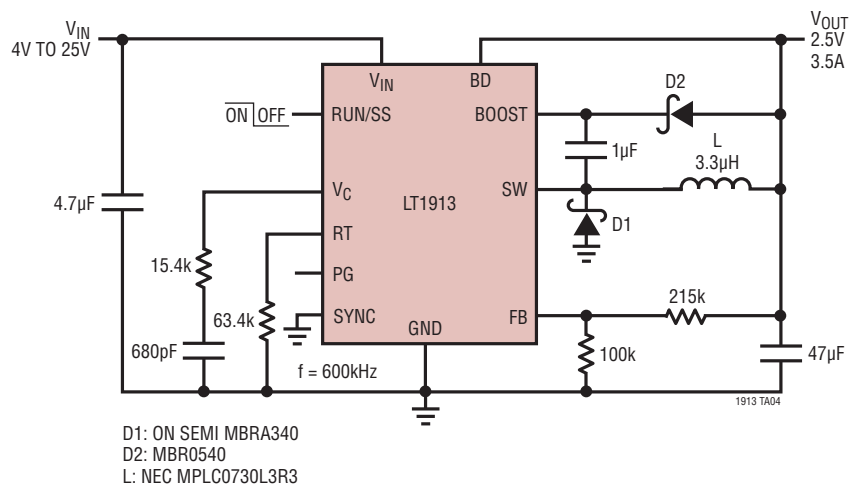 VIN
4V TO 25V
VOUT
2.5V
3.5A
VIN
BD
D2
ON OFF
RUN/SS
BOOST
L
3.3µH
1µF
VC
SW
4.7µF
LT1913
D1
RT
15.4k
PG
215k
63.4k
SYNC
FB
GND
680pF
100k
47µF
f = 600kHz
1913 TA04
D1: ON SEMI MBRA340
D2: MBR0540
L: NEC MPLC0730L3R3